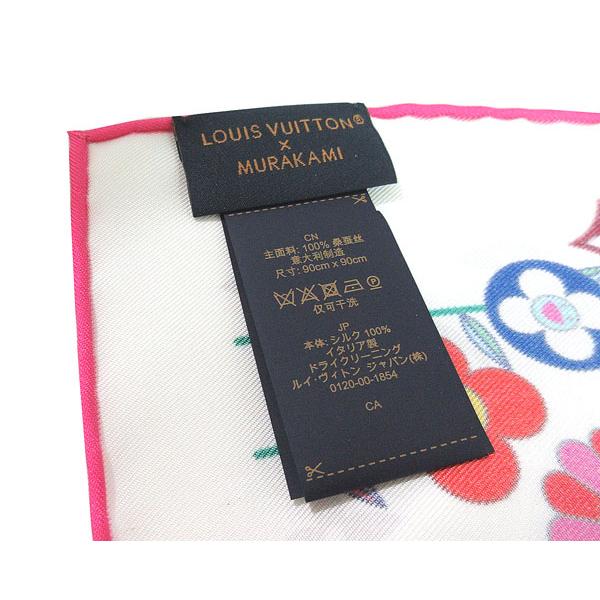 LOUIS VUITTON®
×
MURAKAMI
CN
主面料: 100% 桑蚕丝
意大利制造
尺寸: 90cm x 90cm
P
仅可干洗
JP
本体: シルク 100%
イタリア製
ドライクリーニング
ルイ・ヴィトン ジャパン(株)
0120-00-1854
CA